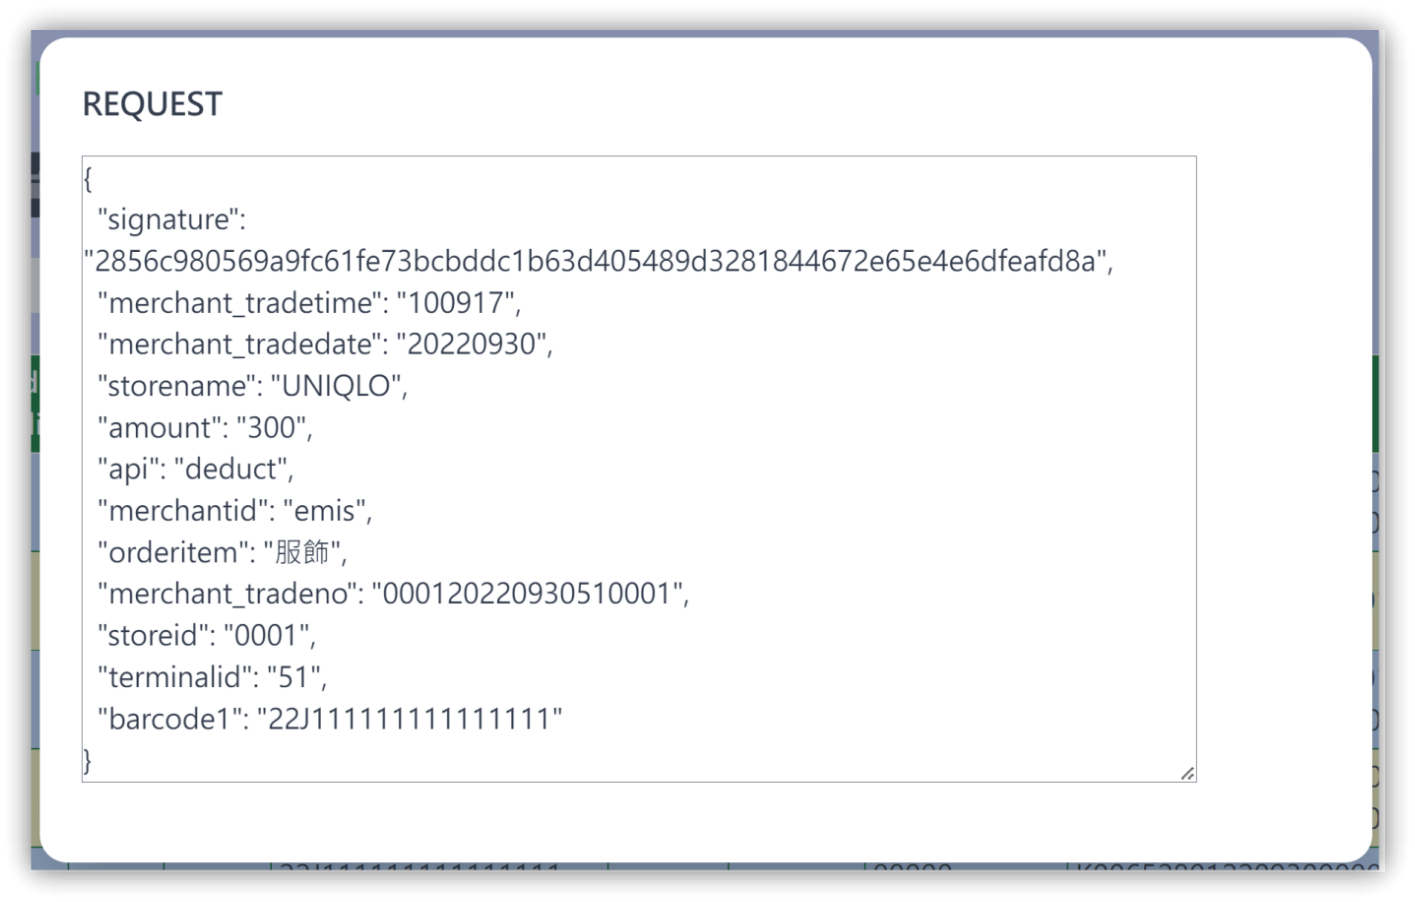 REQUEST
{
"signature":
"2856c980569a9fc61fe73bcbddc1b63d405489d3281844672e65e4e6dfeafd8a",
"merchant_tradetime": "100917",
"merchant_tradedate": "20220930",
"storename": "UNIQLO",
"amount": "300",
"api": "deduct",
"merchantid": "emis",
"orderitem": "服飾",
"merchant_tradeno": "000120220930510001",
"storeid": "0001",
"terminalid": "51",
"barcode1": "22J111111111111111"
}